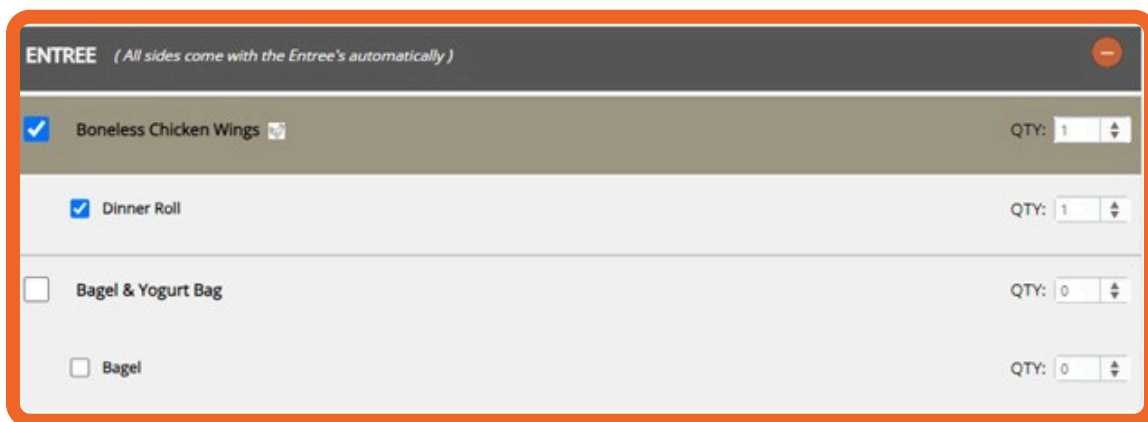 ENTREE ( All sides come with the Entree's automatically )
Boneless Chicken Wings QTY: 1
Dinner Roll QTY: 1
Bagel & Yogurt Bag QTY: 0
Bagel QTY: 0